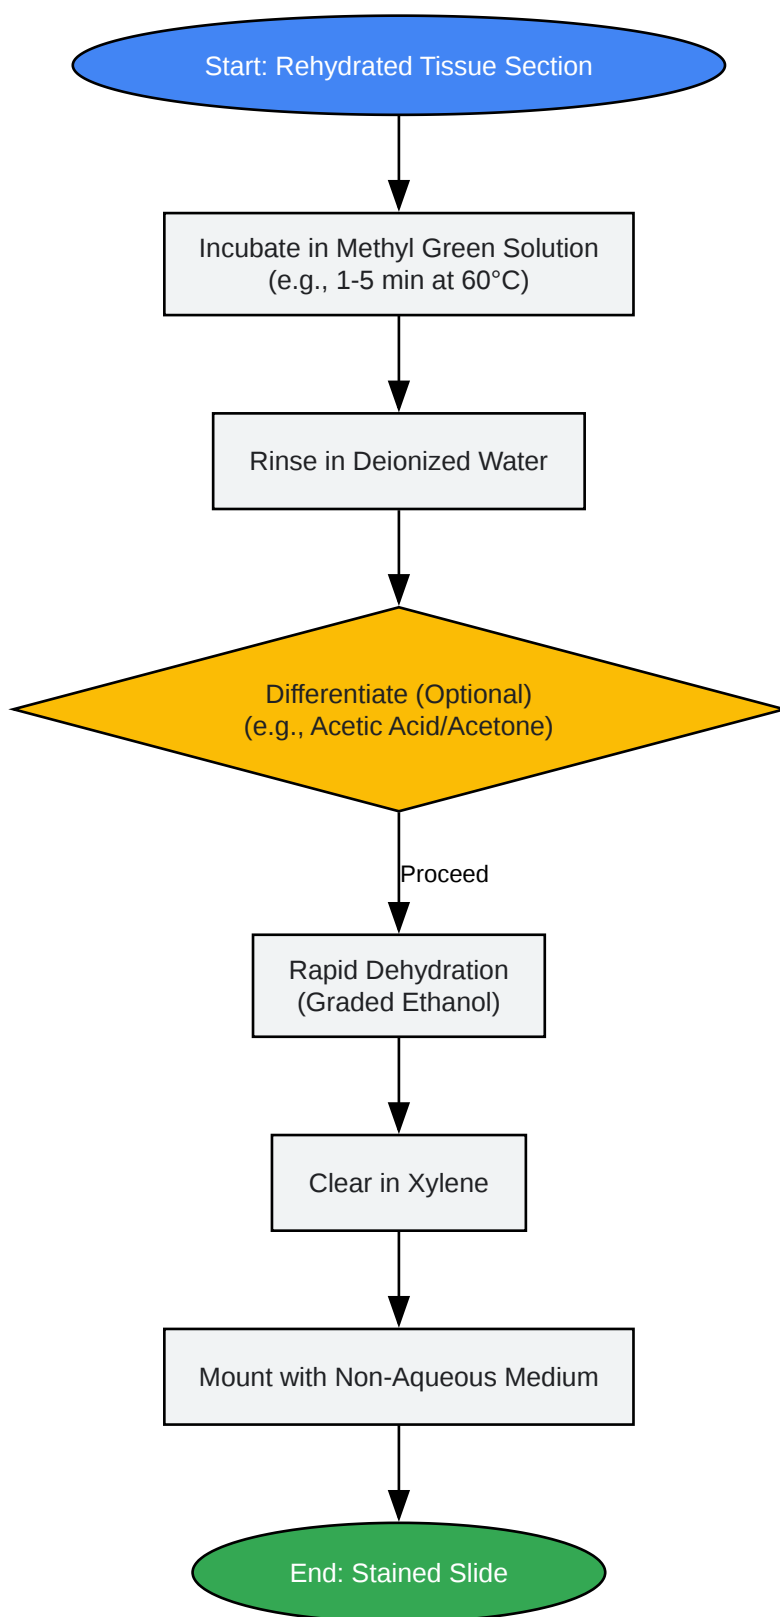 Start: Rehydrated Tissue Section
Incubate in Methyl Green Solution
(e.g., 1-5 min at 60°C)
Rinse in Deionized Water
Differentiate (Optional)
(e.g., Acetic Acid/Acetone)
Proceed
Rapid Dehydration
(Graded Ethanol)
Clear in Xylene
Mount with Non-Aqueous Medium
End: Stained Slide